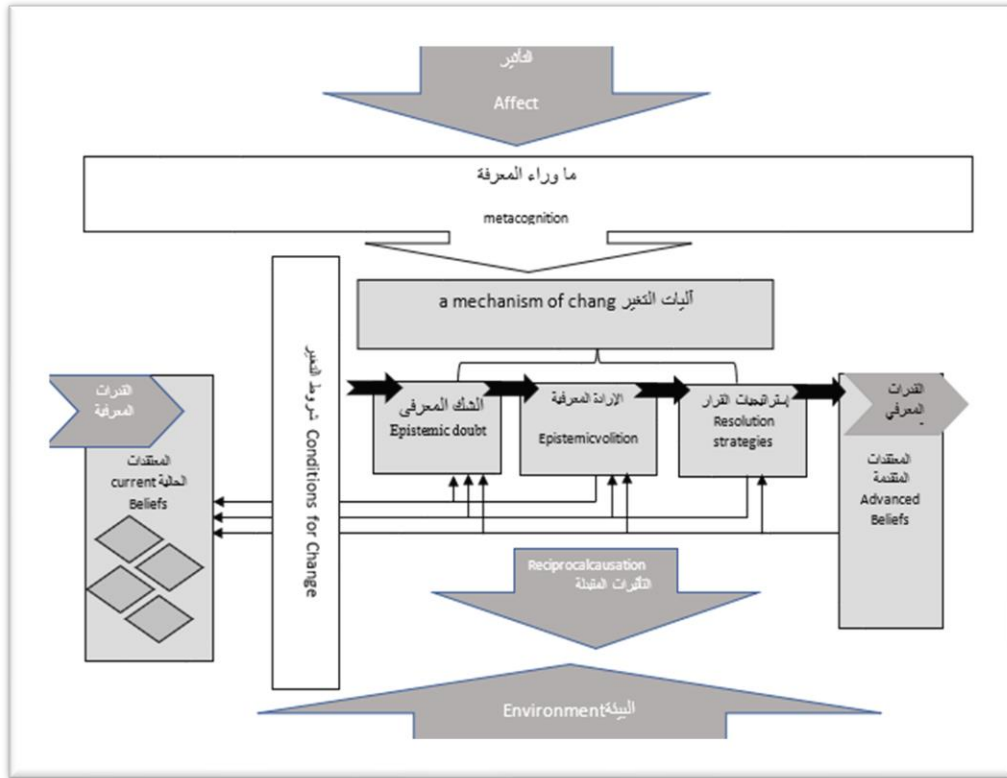 التأثير
Affect
ما وراء المعرفة
metacognition
a mechanism of chang آليات التغير
شروط التغير Conditions for Change
القدرات
المعرفية
المعتقدات
الحالية current
Beliefs
الشك المعرفى
Epistemic doubt
الإرادة المعرفية
Epistemicvolition
إستراتيجيات القرار
Resolution
strategies
القدرات
المعرفي
المعتقدات
المتقدمة
Advanced
Beliefs
Reciprocalcausation
التأثيرات المتبادلة
Environmentالبيئة